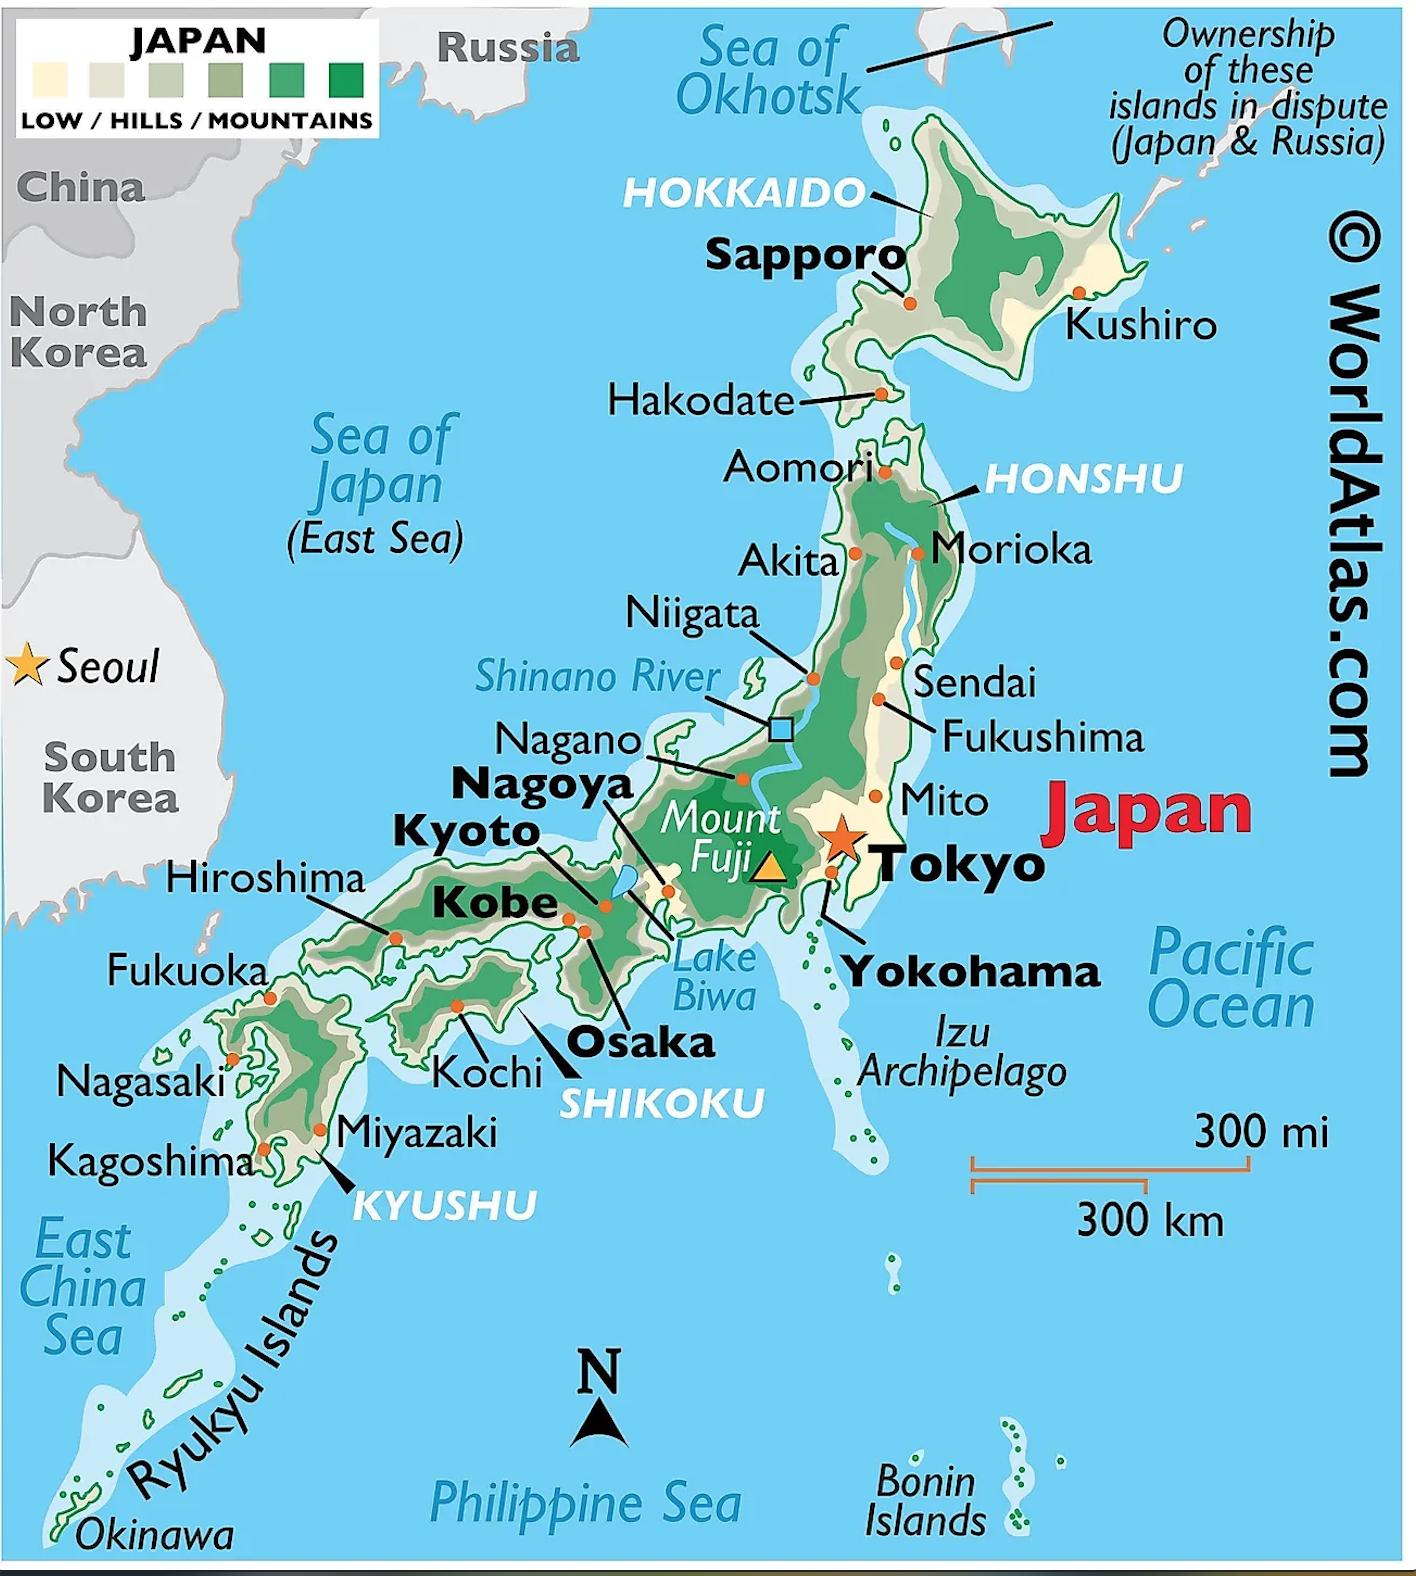 JAPAN
LOW / HILLS / MOUNTAINS
Russia
Sea of
Okhotsk
Ownership
of these
islands in dispute
(Japan & Russia)
China
HOKKAIDO
Sapporo
© WorldAtlas.com
North
Korea
Kushiro
Hakodate
Sea of
Japan
(East Sea)
Aomori
HONSHU
Akita
Morioka
Niigata
Seoul
Shinano River
Sendai
Nagano
Fukushima
South
Korea
Nagoya
Mito
Japan
Kyoto
Mount
Fuji
Tokyo
Hiroshima
Kobe
Fukuoka
Lake
Biwa
Yokohama
Pacific
Ocean
Osaka
Izu
Archipelago
Nagasaki
Kochi
SHIKOKU
Miyazaki
300 mi
Kagoshima
KYUSHU
300 km
East
China
Sea
Ryukyu Islands
N
Philippine Sea
Bonin
Islands
Okinawa